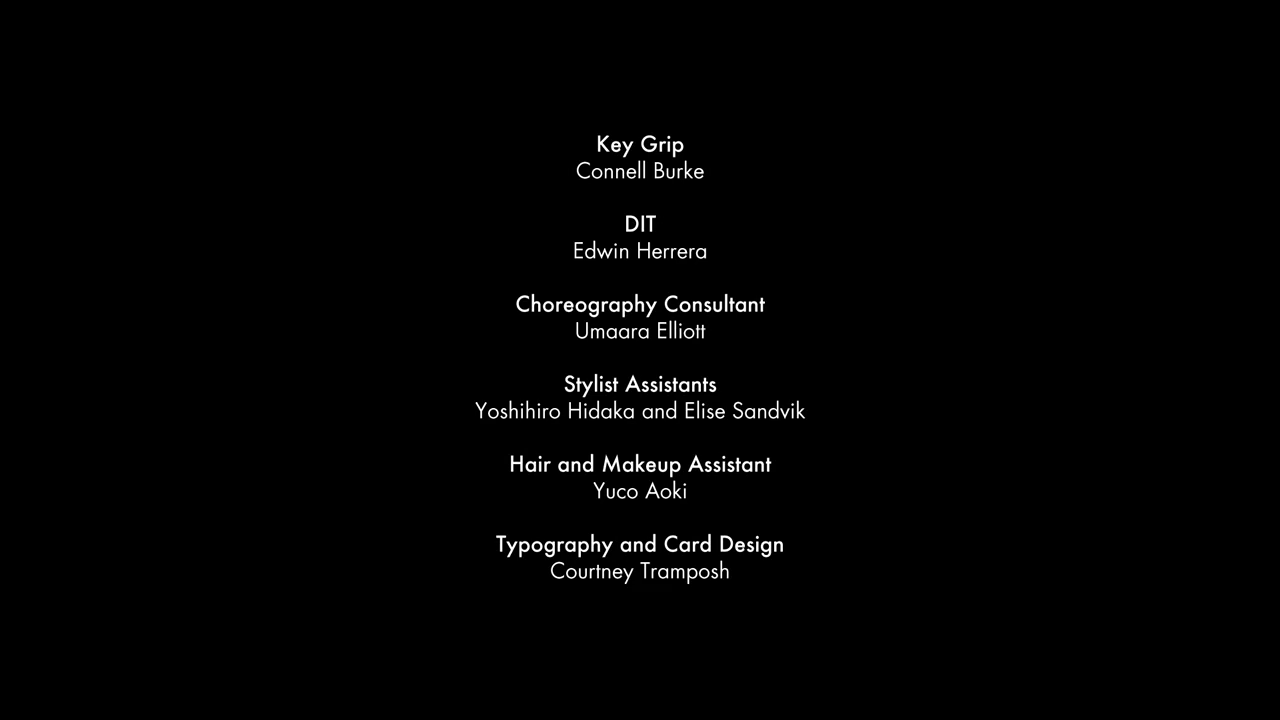 Key Grip
Connell Burke
DIT
Edwin Herrera
Choreography Consultant
Umaara Elliott
Stylist Assistants
Yoshihiro Hidaka and Elise Sandvik
Hair and Makeup Assistant
Yuco Aoki
Typography and Card Design
Courtney Tramposh